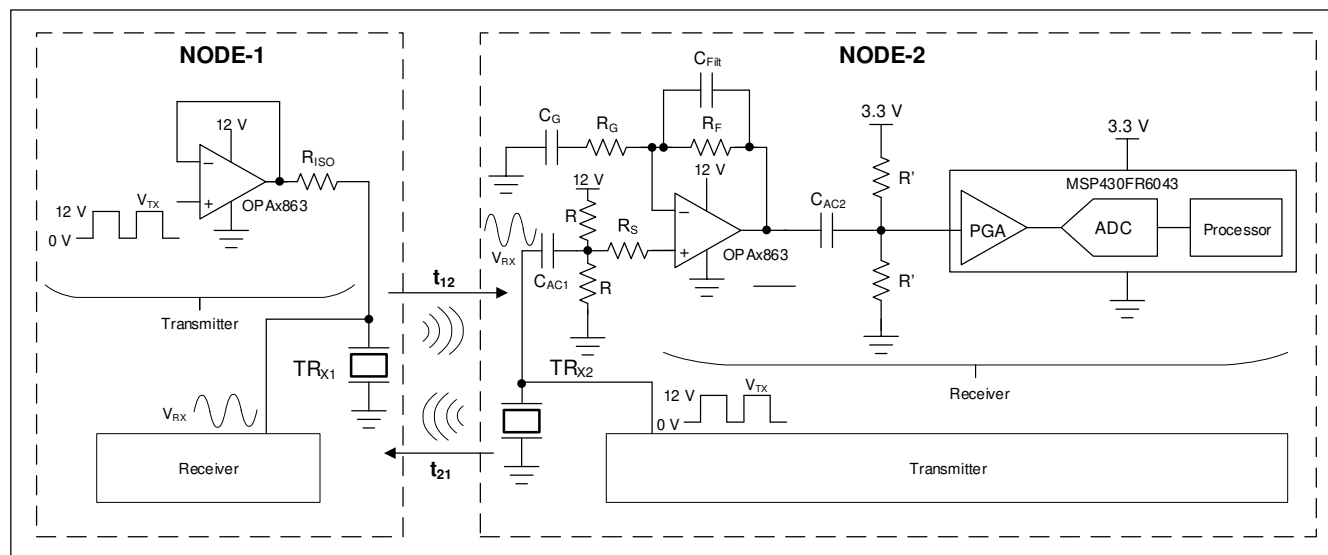 NODE-1
12 V
R_ISO
−
+
OPAx863
12 V
0 V
V_TX
Transmitter
TR_X1
V_RX
Receiver
t_12
t_21
NODE-2
C_Filt
C_G
R_G
R_F
12 V
12 V
R
R_S
−
+
OPAx863
V_RX
C_AC1
R
C_AC2
3.3 V
R'
R'
3.3 V
MSP430FR6043
PGA
ADC
Processor
Receiver
TR_X2
12 V
0 V
V_TX
Transmitter